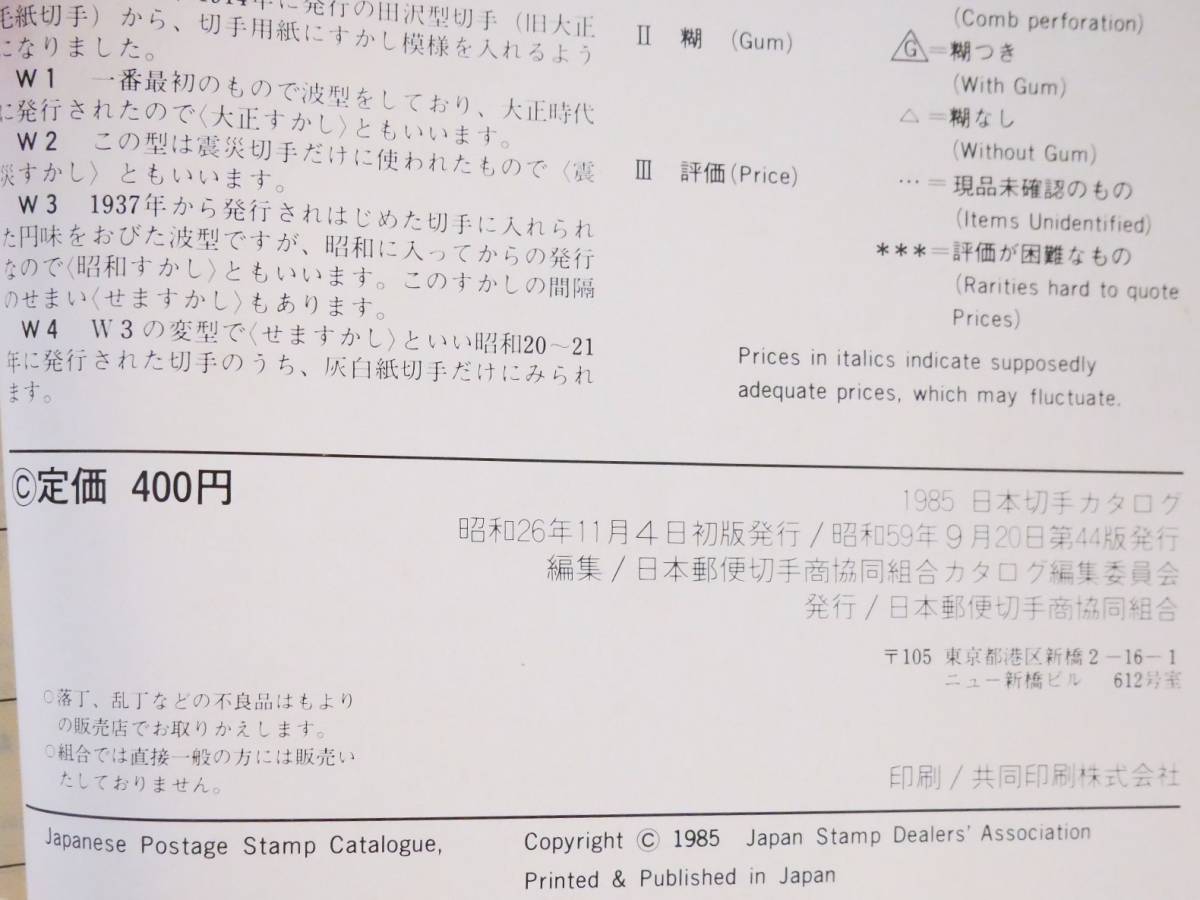 1914年に発行の田沢型切手（旧大正
毛紙切手）から、切手用紙にすかし模様を入れるよう
になりました。
W1 一番最初のもので波型をしており、大正時代
に発行されたので〈大正すかし〉ともいいます。
W2 この型は震災切手だけに使われたもので〈震
災すかし〉ともいいます。
W3 1937年から発行されはじめた切手に入れられ
た円味をおびた波型ですが、昭和に入ってからの発行
なので〈昭和すかし〉ともいいます。このすかしの間隔
のせまい〈せますかし〉もあります。
W4 W3の変型で〈せますかし〉といい昭和20～21
年に発行された切手のうち、灰白紙切手だけにみられ
ます。
(Comb perforation)
Ⅱ 糊 (Gum)
G＝糊つき
(With Gum)
△＝糊なし
(Without Gum)
Ⅲ 評価(Price)
…＝現品未確認のもの
(Items Unidentified)
***＝評価が困難なもの
(Rarities hard to quote
Prices)
Prices in italics indicate supposedly
adequate prices, which may fluctuate.
©定価 400円
1985 日本切手カタログ
昭和26年11月4日初版発行/昭和59年9月20日第44版発行
編集/日本郵便切手商協同組合カタログ編集委員会
発行/日本郵便切手商協同組合
〒105 東京都港区新橋2－16－1
ニュー新橋ビル 612号室
○落丁、乱丁などの不良品はもより
の販売店でお取りかえします。
○組合では直接一般の方には販売い
たしておりません。
印刷/共同印刷株式会社
Japanese Postage Stamp Catalogue,
Copyright © 1985 Japan Stamp Dealers' Association
Printed & Published in Japan